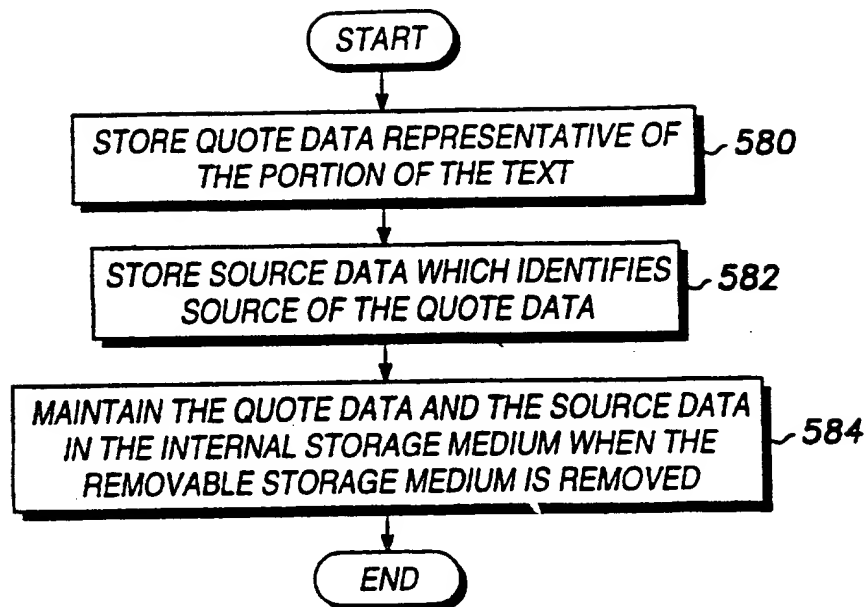 START
STORE QUOTE DATA REPRESENTATIVE OF
THE PORTION OF THE TEXT
580
STORE SOURCE DATA WHICH IDENTIFIES
SOURCE OF THE QUOTE DATA
582
MAINTAIN THE QUOTE DATA AND THE SOURCE DATA
IN THE INTERNAL STORAGE MEDIUM WHEN THE
REMOVABLE STORAGE MEDIUM IS REMOVED
584
END